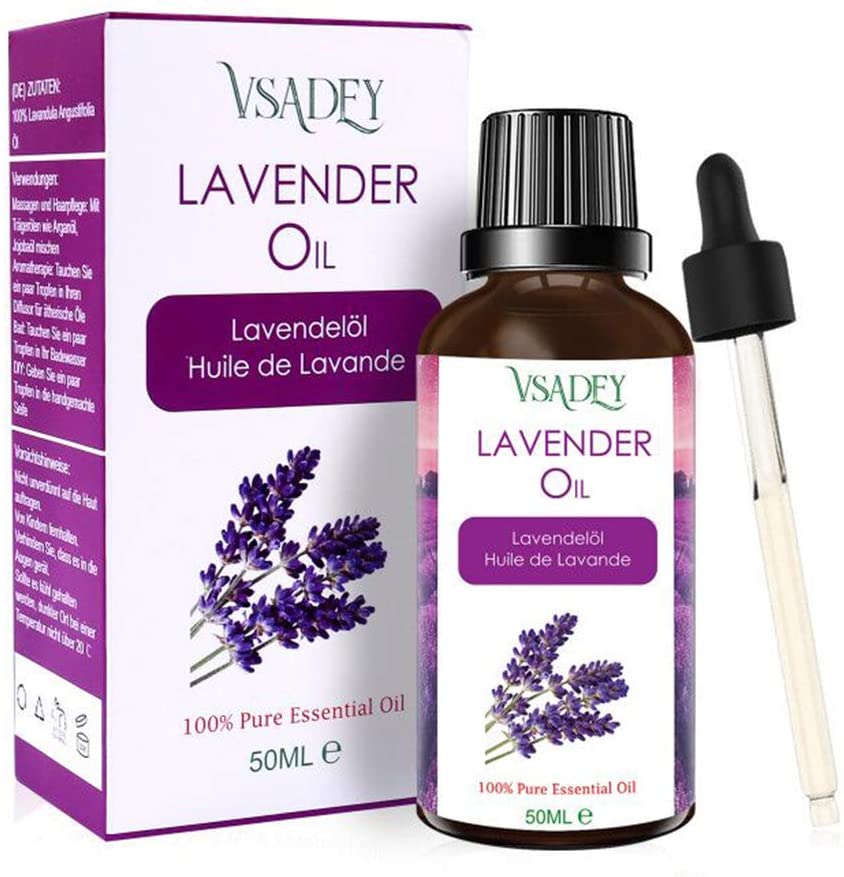 (DE) ZUTATEN:
100% Lavandula Angustifolia
Öl
Verwendungen:
Massagen und Haarpflege: Mit
Trägerölen wie Arganöl,
Jojobaöl mischen
Aromatherapie: Tauchen Sie
ein paar Tropfen in Ihren
Diffusor für ätherische Öle
Bad: Tauchen Sie ein paar
Tropfen in Ihr Badewasser
DIY: Geben Sie ein paar
Tropfen in die handgemachte
Seife
Vorsichtshinweise:
Nicht unverdünnt auf die Haut
auftragen.
Von Kindern fernhalten.
Verhindern Sie, dass es in die
Augen gerät.
Sollte es kühl gehalten
werden, dunkler Ort bei einer
Temperatur nicht über 20 C
VSADEY
LAVENDER
OIL
Lavendelöl
Huile de Lavande
100% Pure Essential Oil
50ML ℮
VSADEY
LAVENDER
OIL
Lavendelöl
Huile de Lavande
100% Pure Essential Oil
50ML ℮